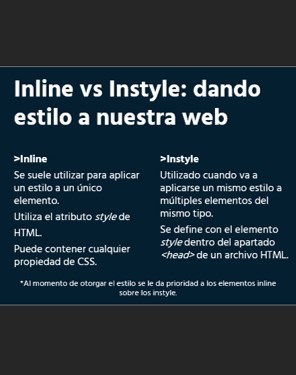 Inline vs Instyle: dando
estilo a nuestra web
>Inline
Se suele utilizar para aplicar
un estilo a un único
elemento.
Utiliza el atributo style de
HTML.
Puede contener cualquier
propiedad de CSS.
>Instyle
Utilizado cuando va a
aplicarse un mismo estilo a
múltiples elementos del
mismo tipo.
Se define con el elemento
style dentro del apartado
<head> de un archivo HTML.
*Al momento de otorgar el estilo se le da prioridad a los elementos inline
sobre los instyle.